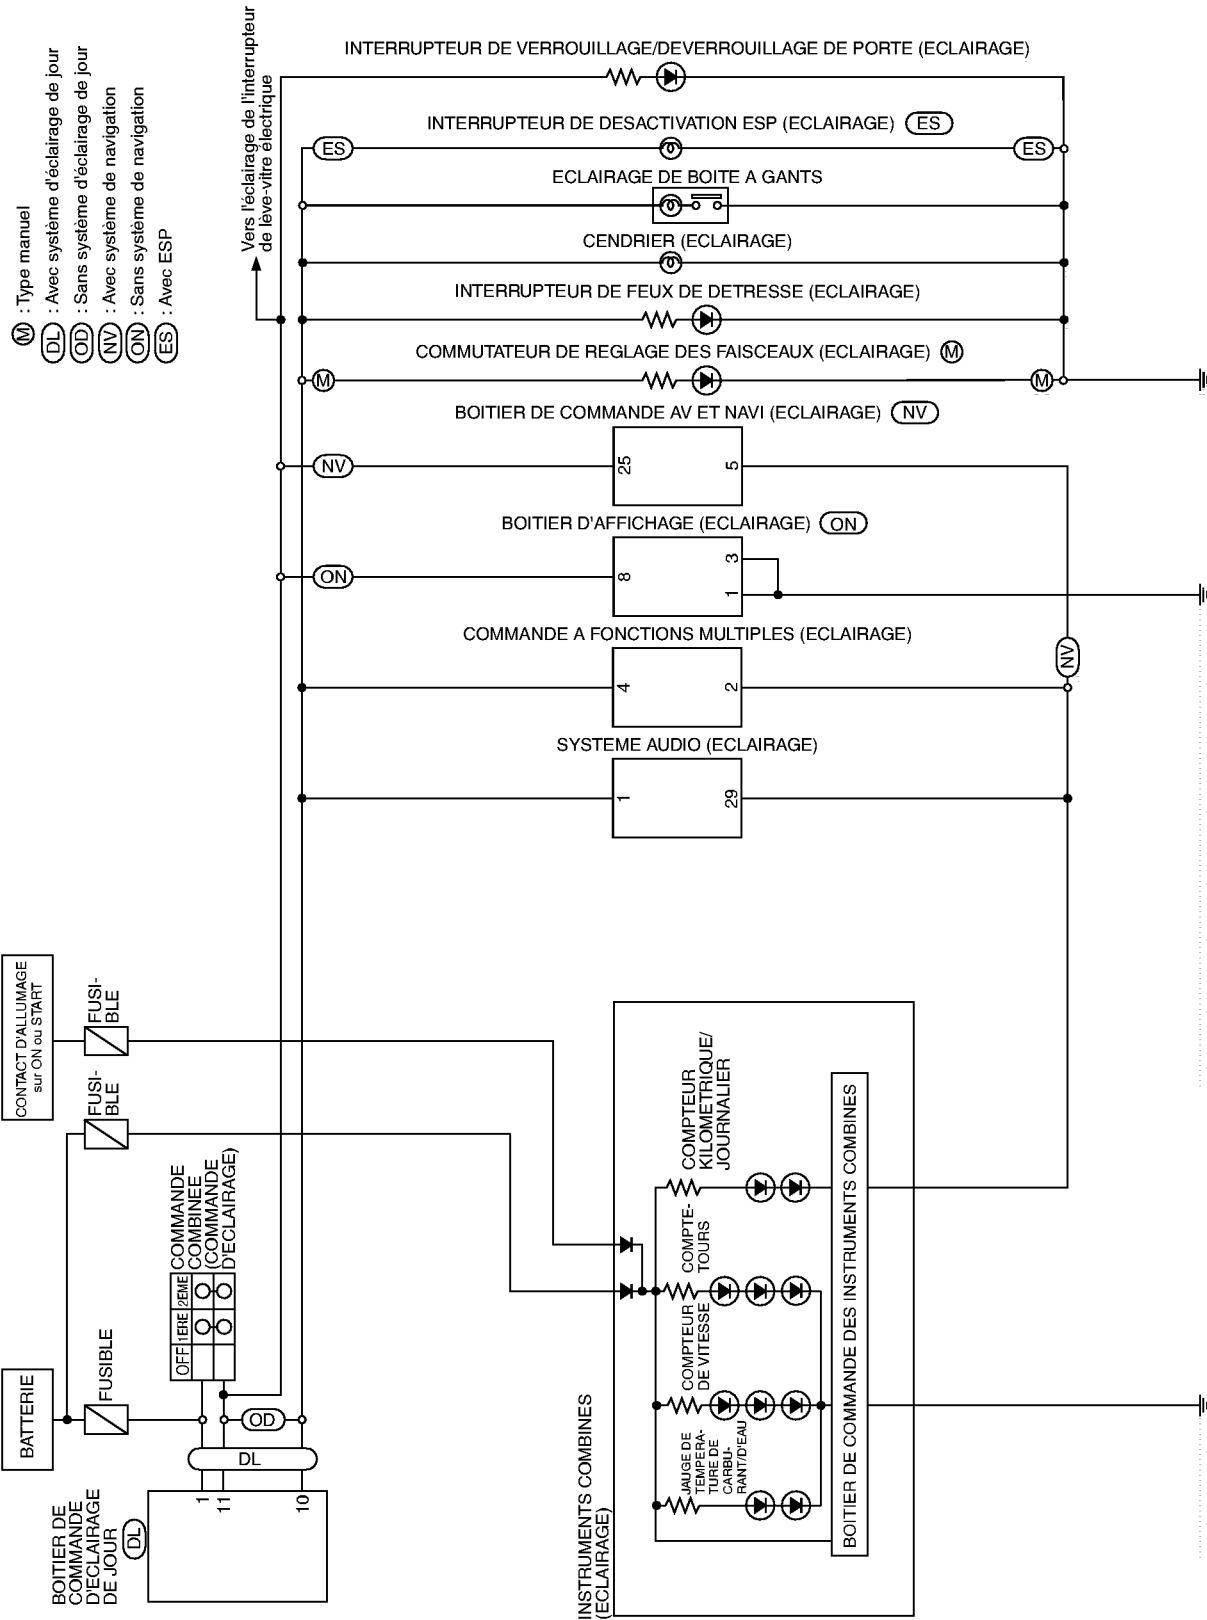 M : Type manuel
DL : Avec système d'éclairage de jour
OD : Sans système d'éclairage de jour
NV : Avec système de navigation
ON : Sans système de navigation
ES : Avec ESP
Vers l'éclairage de l'interrupteur
de lève-vitre électrique
INTERRUPTEUR DE VERROUILLAGE/DEVERROUILLAGE DE PORTE (ECLAIRAGE)
INTERRUPTEUR DE DESACTIVATION ESP (ECLAIRAGE) ES
ES
ES
ECLAIRAGE DE BOITE A GANTS
CENDRIER (ECLAIRAGE)
INTERRUPTEUR DE FEUX DE DETRESSE (ECLAIRAGE)
COMMUTATEUR DE REGLAGE DES FAISCEAUX (ECLAIRAGE) M
M
M
BOITIER DE COMMANDE AV ET NAVI (ECLAIRAGE) NV
NV
25
5
BOITIER D'AFFICHAGE (ECLAIRAGE) ON
ON
8
3
1
COMMANDE A FONCTIONS MULTIPLES (ECLAIRAGE)
NV
4
2
SYSTEME AUDIO (ECLAIRAGE)
1
29
CONTACT D'ALLUMAGE
sur ON ou START
FUSI-
BLE
FUSI-
BLE
BATTERIE
FUSIBLE
COMMANDE
COMBINEE
(COMMANDE
D'ECLAIRAGE)
OFF 1ERE 2EME
OD
DL
1
11
10
BOITIER DE
COMMANDE
D'ECLAIRAGE
DE JOUR
DL
INSTRUMENTS COMBINES
(ECLAIRAGE)
COMPTEUR
KILOMETRIQUE/
JOURNALIER
COMPTE-
TOURS
COMPTEUR
DE VITESSE
JAUGE DE
TEMPERA-
TURE DE
CARBU-
RANT/D'EAU
BOITIER DE COMMANDE DES INSTRUMENTS COMBINES